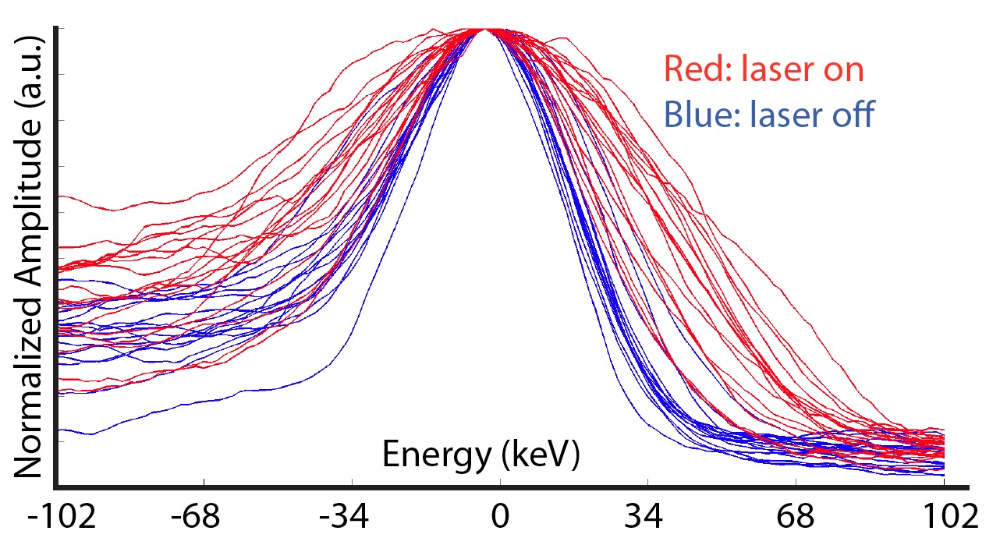 Normalized Amplitude (a.u.)
Red: laser on
Blue: laser off
Energy (keV)
-102 -68 -34 0 34 68 102